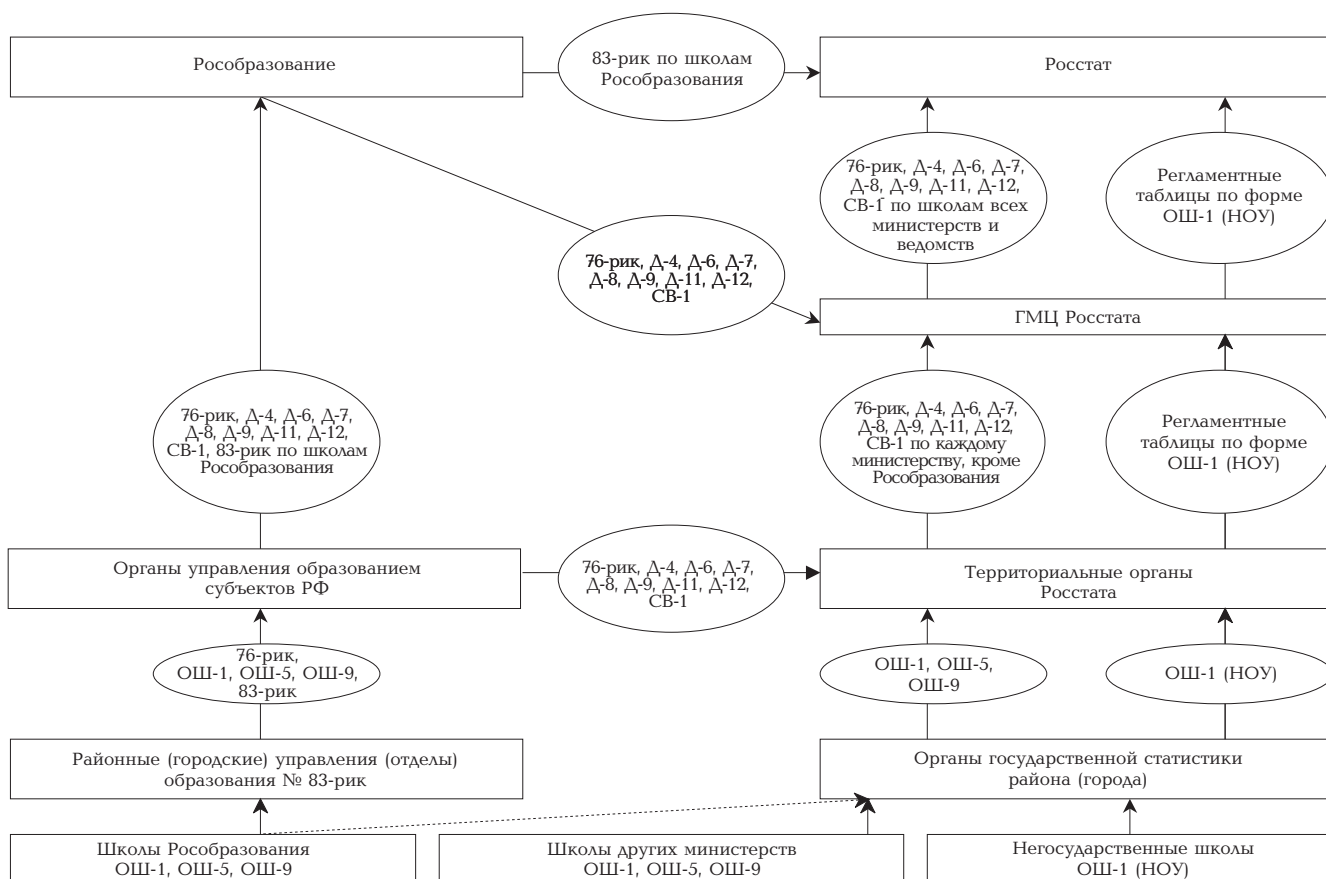 Рособразование
83-рик по школам
Рособразования
Росстат
76-рик, Д-4, Д-6, Д-7,
Д-8, Д-9, Д-11, Д-12,
СВ-1 по школам всех
министерств и
ведомств
Регламентные
таблицы по форме
ОШ-1 (НОУ)
76-рик, Д-4, Д-6, Д-7,
Д-8, Д-9, Д-11, Д-12,
СВ-1
ГМЦ Росстата
76-рик, Д-4, Д-6, Д-7,
Д-8, Д-9, Д-11, Д-12,
СВ-1, 83-рик по школам
Рособразования
76-рик, Д-4, Д-6, Д-7,
Д-8, Д-9, Д-11, Д-12,
СВ-1 по каждому
министерству, кроме
Рособразования
Регламентные
таблицы по форме
ОШ-1 (НОУ)
Органы управления образованием
субъектов РФ
76-рик, Д-4, Д-6, Д-7,
Д-8, Д-9, Д-11, Д-12,
СВ-1
Территориальные органы
Росстата
76-рик,
ОШ-1, ОШ-5, ОШ-9,
83-рик
ОШ-1, ОШ-5,
ОШ-9
ОШ-1 (НОУ)
Районные (городские) управления (отделы)
образования № 83-рик
Органы государственной статистики
района (города)
Школы Рособразования
ОШ-1, ОШ-5, ОШ-9
Школы других министерств
ОШ-1, ОШ-5, ОШ-9
Негосударственные школы
ОШ-1 (НОУ)